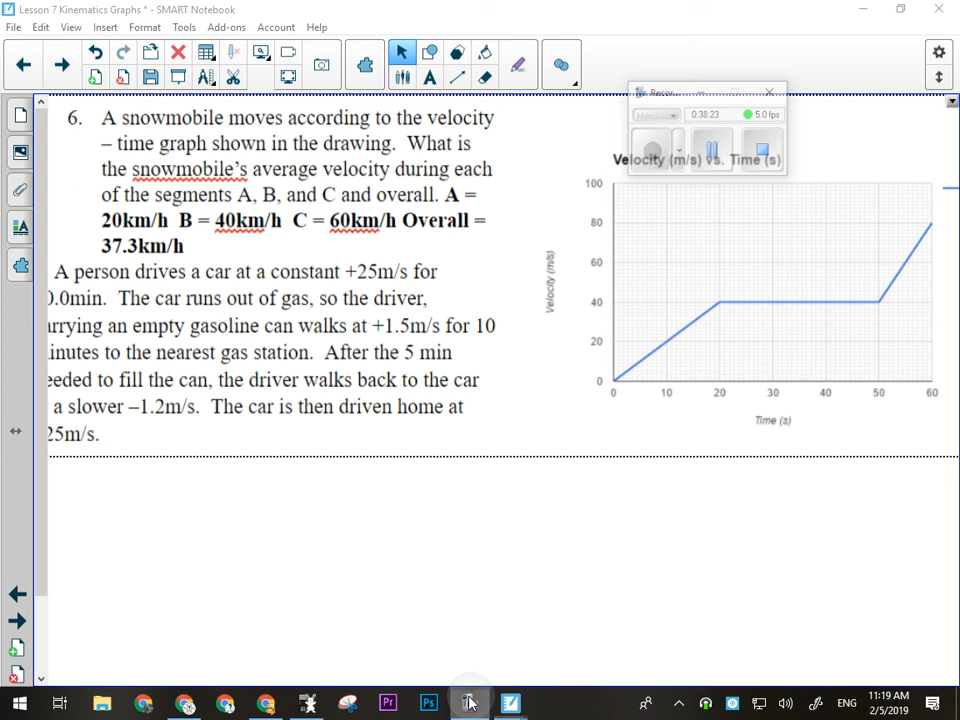 Lesson 7 Kinematics Graphs * - SMART Notebook
File Edit View Insert Format Tools Add-ons Account Help
0:38:23 5.0 fps
6. A snowmobile moves according to the velocity
– time graph shown in the drawing. What is
the snowmobile's average velocity during each
of the segments A, B, and C and overall. A =
20km/h B = 40km/h C = 60km/h Overall =
37.3km/h
A person drives a car at a constant +25m/s for
0.0min. The car runs out of gas, so the driver,
arrying an empty gasoline can walks at +1.5m/s for 10
inutes to the nearest gas station. After the 5 min
eeded to fill the can, the driver walks back to the car
a slower –1.2m/s. The car is then driven home at
25m/s.
Velocity (m/s) vs. Time (s)
100
80
60
40
20
0
Velocity (m/s)
0 10 20 30 40 50 60
Time (s)
Pr Ps
ENG
11:19 AM
2/5/2019